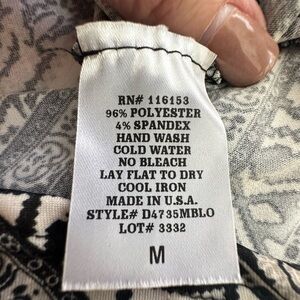 RN# 116153
96% POLYESTER
4% SPANDEX
HAND WASH
COLD WATER
NO BLEACH
LAY FLAT TO DRY
COOL IRON
MADE IN U.S.A.
STYLE# D4735MBLO
LOT# 3332
M